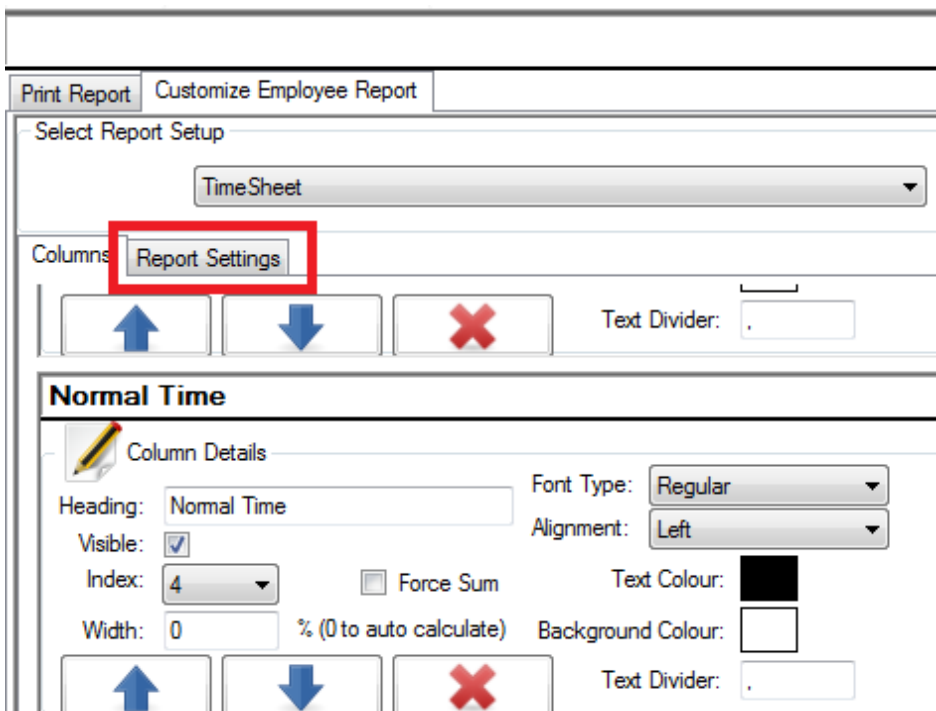 Print Report Customize Employee Report
Select Report Setup
TimeSheet
Columns Report Settings
Text Divider: ,
Normal Time
Column Details
Font Type: Regular
Heading: Normal Time
Alignment: Left
Visible:
Index: 4 Force Sum Text Colour:
Width: 0 % (0 to auto calculate) Background Colour:
Text Divider: ,